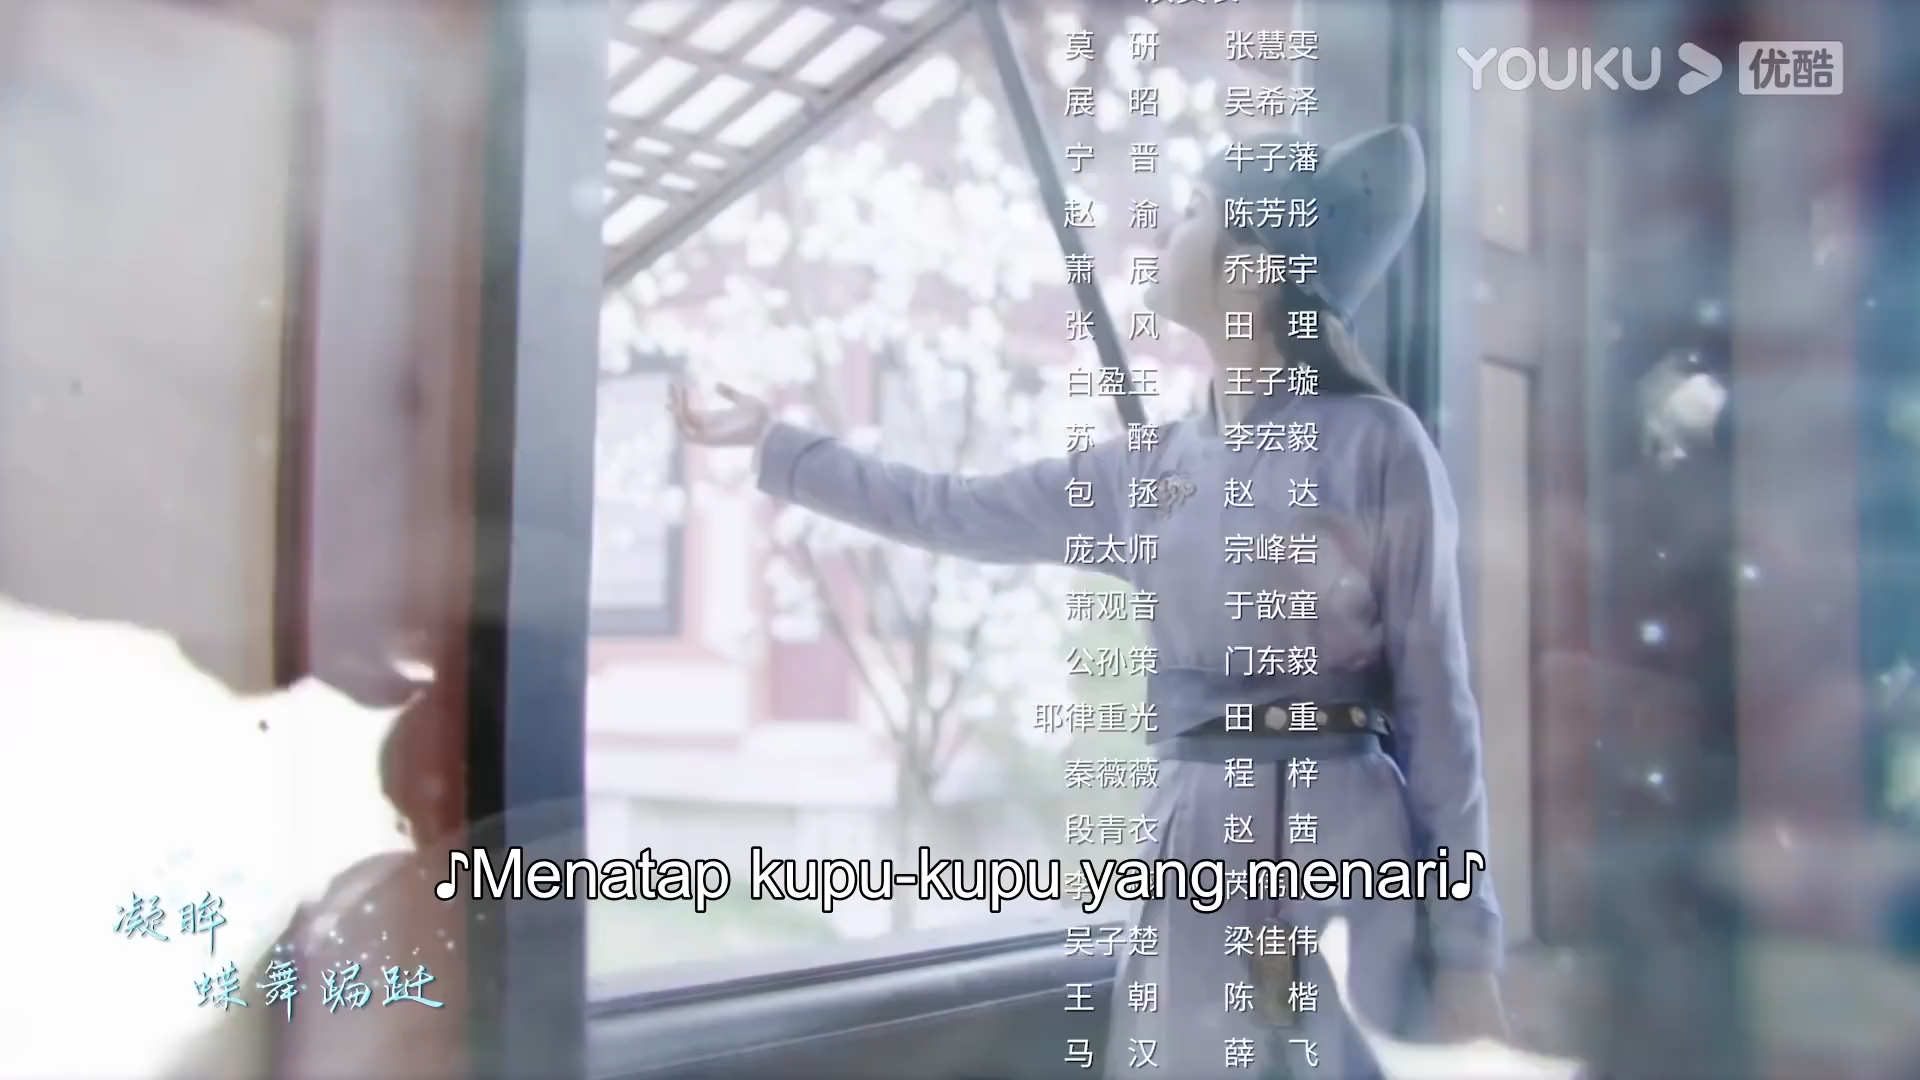 YOUKU 优酷
莫研 张慧雯
展昭 吴希泽
宁晋 牛子藩
赵渝 陈芳彤
萧辰 乔振宇
张风 田理
白盈玉 王子璇
苏醉 李宏毅
包拯 赵达
庞太师 宗峰岩
萧观音 于歆童
公孙策 门东毅
耶律重光 田重
秦薇薇 程梓
段青衣 赵茜
♪Menatap kupu-kupu yang menari♪
吴子楚 梁佳伟
王朝 陈楷
马汉 薛飞
凝眸
蝶舞蹁跹